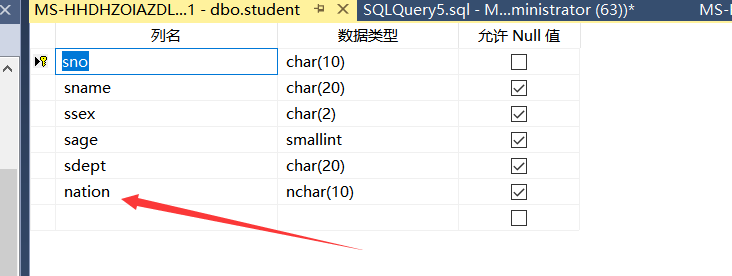 MS-HHDHZOIAZDL...1 - dbo.student SQLQuery5.sql - M...ministrator (63))* MS-H
列名 数据类型 允许 Null 值
sno char(10)
sname char(20)
ssex char(2)
sage smallint
sdept char(20)
nation nchar(10)